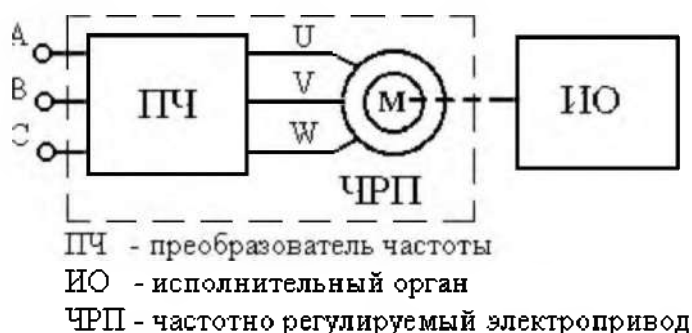 A
U
B
V
ПЧ
М
ИО
C
W
ЧРП
ПЧ - преобразователь частоты
ИО - исполнительный орган
ЧРП - частотно регулируемый электропривод